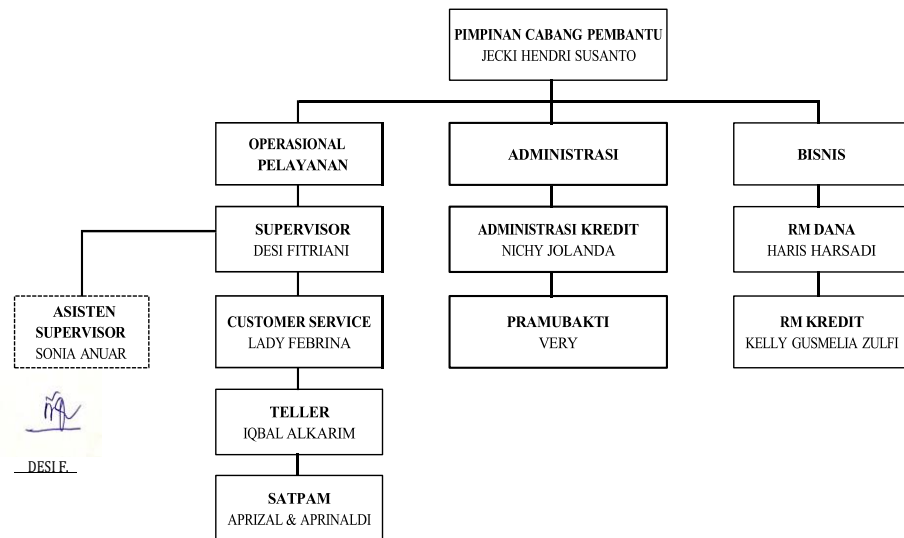 PIMPINAN CABANG PEMBANTU
JECKI HENDRI SUSANTO
OPERASIONAL
PELAYANAN
ADMINISTRASI
BISNIS
SUPERVISOR
DESI FITRIANI
ADMINISTRASI KREDIT
NICHY JOLANDA
RM DANA
HARIS HARSADI
ASISTEN
SUPERVISOR
SONIA ANUAR
CUSTOMER SERVICE
LADY FEBRINA
PRAMUBAKTI
VERY
RM KREDIT
KELLY GUSMELIA ZULFI
TELLER
IQBAL ALKARIM
DESI F.
SATPAM
APRIZAL & APRINALDI